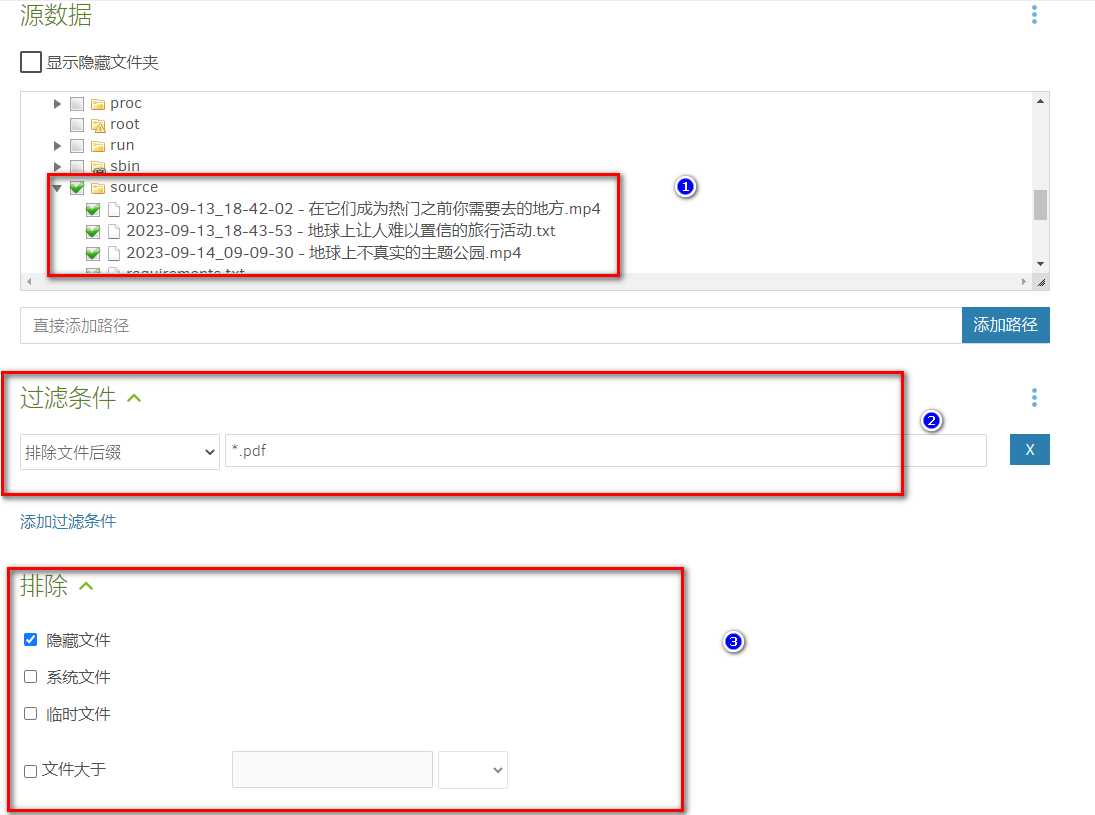 源数据
显示隐藏文件夹
proc
root
run
sbin
source
2023-09-13_18-42-02 - 在它们成为热门之前你需要去的地方.mp4
2023-09-13_18-43-53 - 地球上让人难以置信的旅行活动.txt
2023-09-14_09-09-30 - 地球上不真实的主题公园.mp4
requirements.txt
直接添加路径
添加路径
过滤条件
排除文件后缀
*.pdf
X
添加过滤条件
排除
隐藏文件
系统文件
临时文件
文件大于
1
2
3